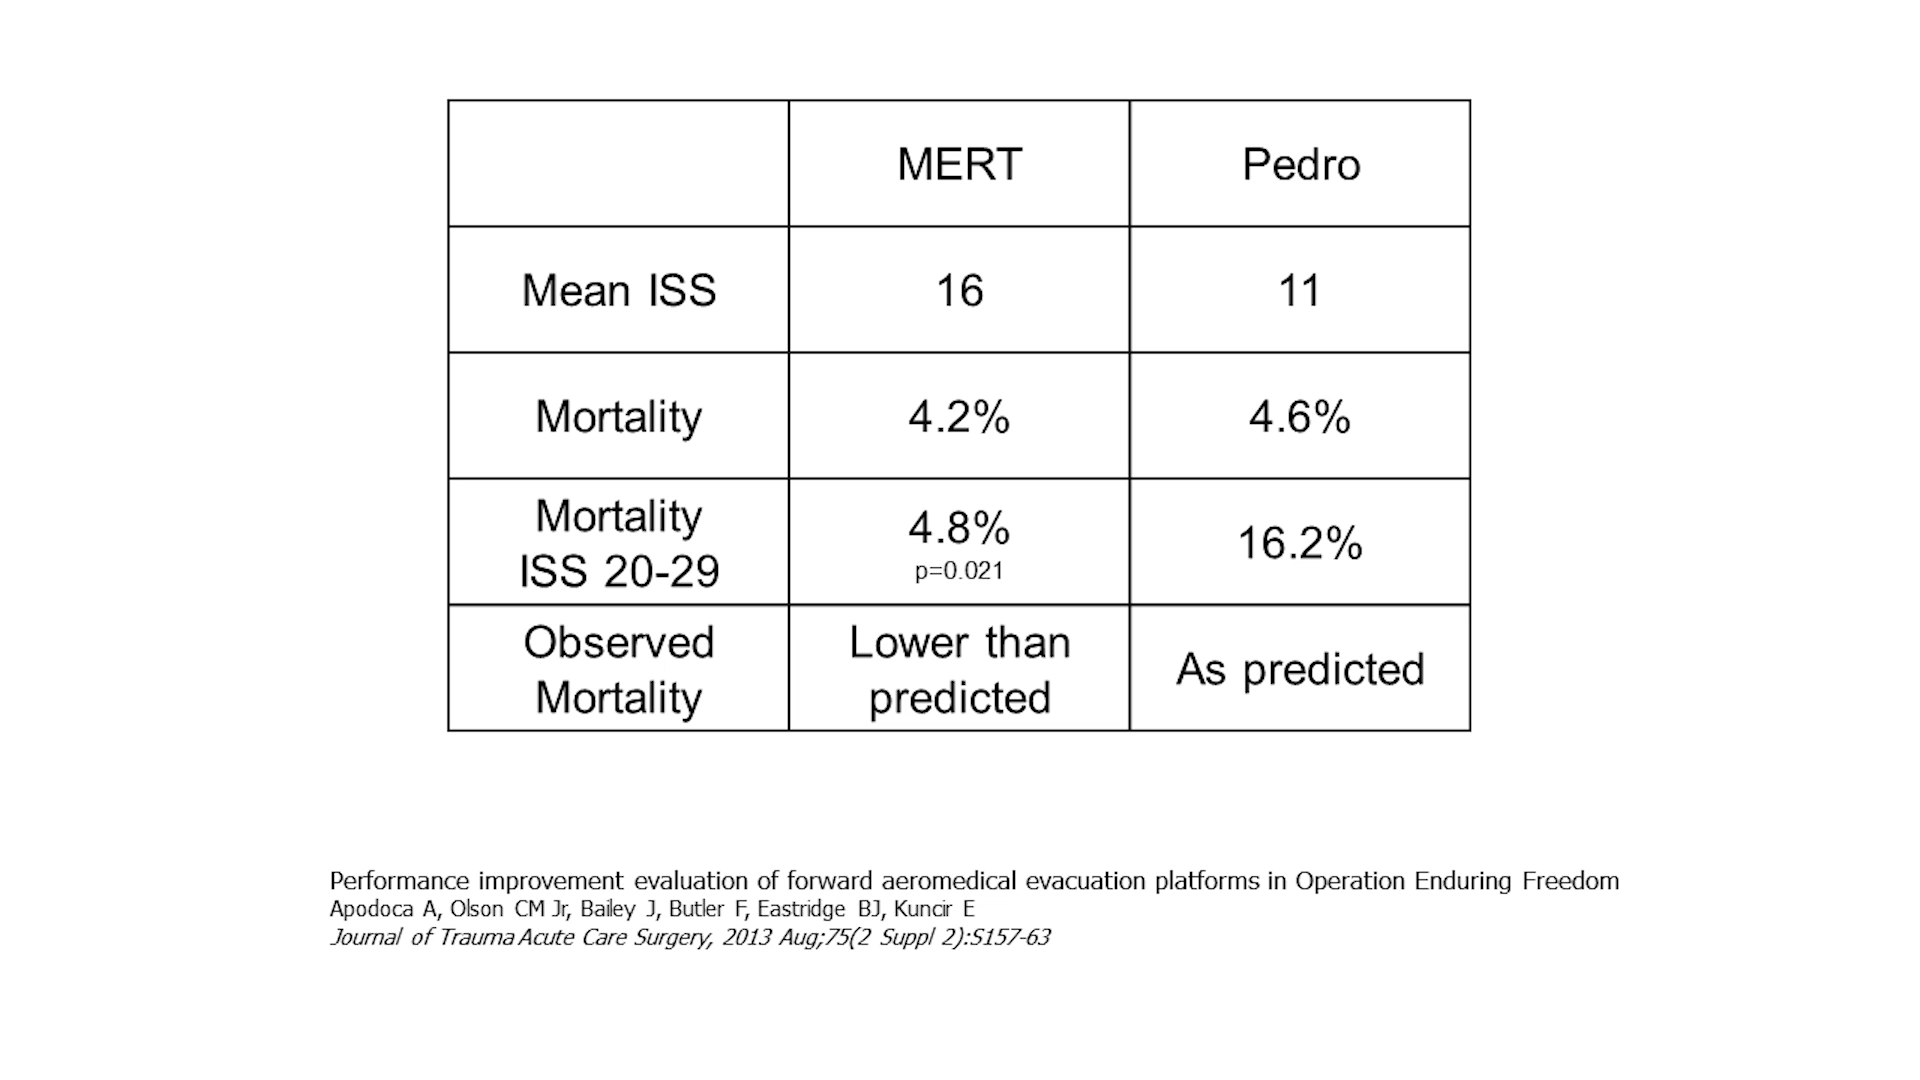 MERT Pedro
Mean ISS 16 11
Mortality 4.2% 4.6%
Mortality
ISS 20-29
4.8%
p=0.021
16.2%
Observed
Mortality
Lower than
predicted
As predicted
Performance improvement evaluation of forward aeromedical evacuation platforms in Operation Enduring Freedom
Apodoca A, Olson CM Jr, Bailey J, Butler F, Eastridge BJ, Kuncir E
Journal of Trauma Acute Care Surgery, 2013 Aug;75(2 Suppl 2):S157-63